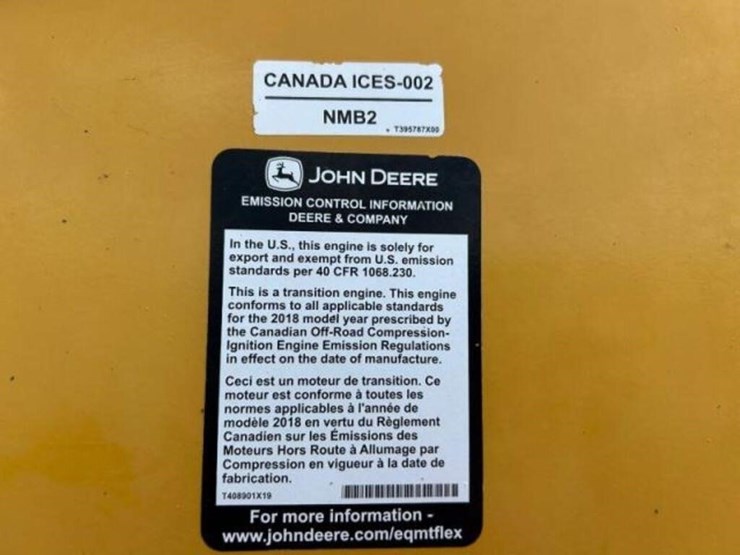 CANADA ICES-002
NMB2
T395787X00
JOHN DEERE
EMISSION CONTROL INFORMATION
DEERE & COMPANY
In the U.S., this engine is solely for
export and exempt from U.S. emission
standards per 40 CFR 1068.230.
This is a transition engine. This engine
conforms to all applicable standards
for the 2018 model year prescribed by
the Canadian Off-Road Compression-
Ignition Engine Emission Regulations
in effect on the date of manufacture.
Ceci est un moteur de transition. Ce
moteur est conforme à toutes les
normes applicables à l'année de
modèle 2018 en vertu du Règlement
Canadien sur les Émissions des
Moteurs Hors Route à Allumage par
Compression en vigueur à la date de
fabrication.
T408901X19
For more information -
www.johndeere.com/eqmtflex